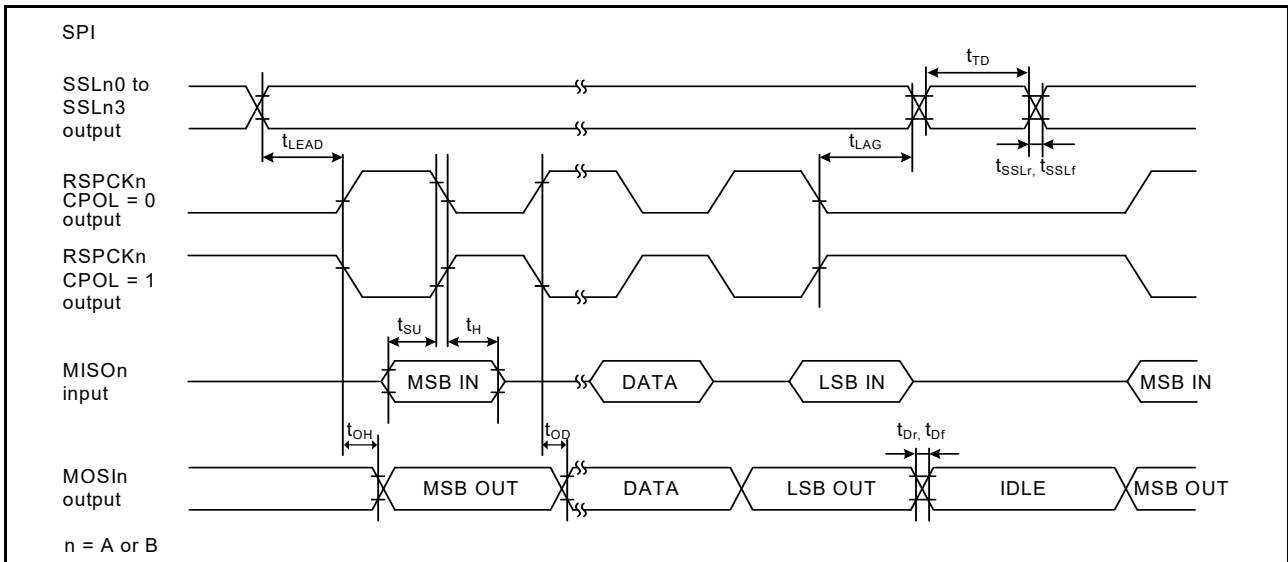 SPI
SSLn0 to
SSLn3
output
tTD
tLEAD
tLAG
tSSLr, tSSLf
RSPCKn
CPOL = 0
output
RSPCKn
CPOL = 1
output
tSU
tH
MISOn
input
MSB IN
DATA
LSB IN
MSB IN
tOH
tOD
tDr, tDf
MOSIn
output
MSB OUT
DATA
LSB OUT
IDLE
MSB OUT
n = A or B